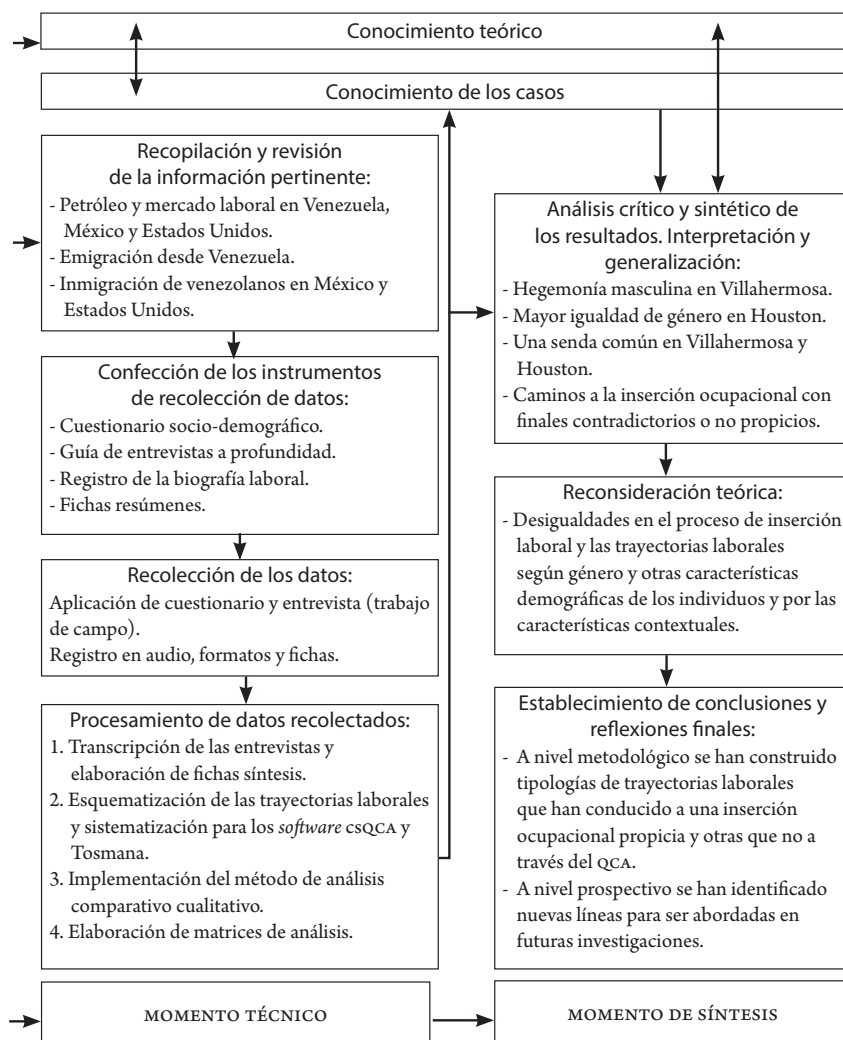 Conocimiento teórico
Conocimiento de los casos
Recopilación y revisión
de la información pertinente:
- Petróleo y mercado laboral en Venezuela,
México y Estados Unidos.
- Emigración desde Venezuela.
- Inmigración de venezolanos en México y
Estados Unidos.
Confección de los instrumentos
de recolección de datos:
- Cuestionario socio-demográfico.
- Guía de entrevistas a profundidad.
- Registro de la biografía laboral.
- Fichas resúmenes.
Recolección de los datos:
Aplicación de cuestionario y entrevista (trabajo
de campo).
Registro en audio, formatos y fichas.
Procesamiento de datos recolectados:
1. Transcripción de las entrevistas y
elaboración de fichas síntesis.
2. Esquematización de las trayectorias laborales
y sistematización para los software csQCA y
Tosmana.
3. Implementación del método de análisis
comparativo cualitativo.
4. Elaboración de matrices de análisis.
MOMENTO TÉCNICO
Análisis crítico y sintético de
los resultados. Interpretación y
generalización:
- Hegemonía masculina en Villahermosa.
- Mayor igualdad de género en Houston.
- Una senda común en Villahermosa y
Houston.
- Caminos a la inserción ocupacional con
finales contradictorios o no propicios.
Reconsideración teórica:
- Desigualdades en el proceso de inserción
laboral y las trayectorias laborales
según género y otras características
demográficas de los individuos y por las
características contextuales.
Establecimiento de conclusiones y
reflexiones finales:
- A nivel metodológico se han construido
tipologías de trayectorias laborales
que han conducido a una inserción
ocupacional propicia y otras que no a
través del QCA.
- A nivel prospectivo se han identificado
nuevas líneas para ser abordadas en
futuras investigaciones.
MOMENTO DE SÍNTESIS